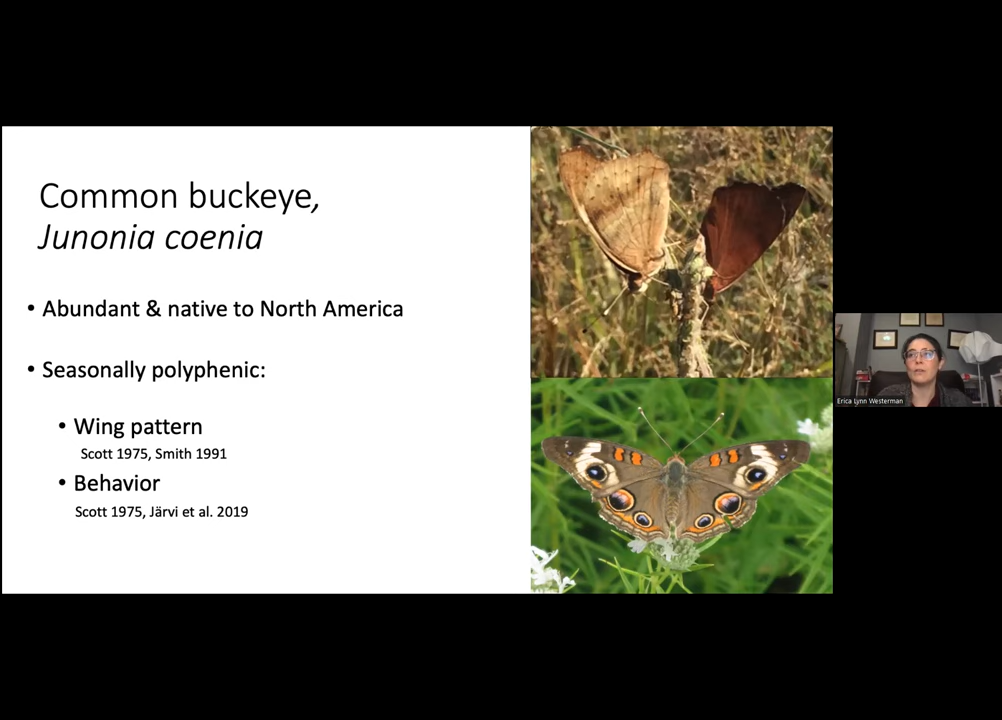 Common buckeye,
Junonia coenia
• Abundant & native to North America
• Seasonally polyphenic:
• Wing pattern
Scott 1975, Smith 1991
• Behavior
Scott 1975, Järvi et al. 2019
Erica Lynn Westerman